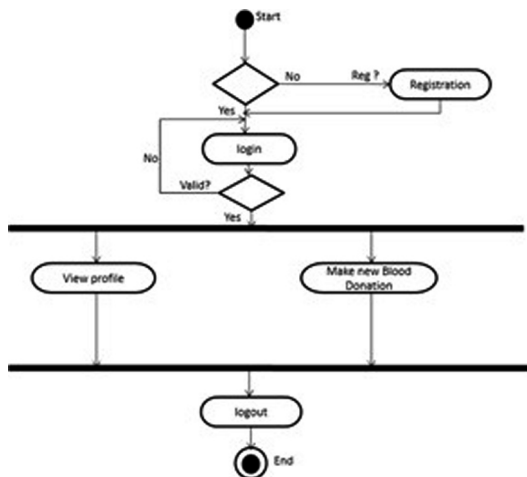 Start
No
Reg ?
Registration
Yes
login
No
Valid?
Yes
View profile
Make new Blood
Donation
logout
End